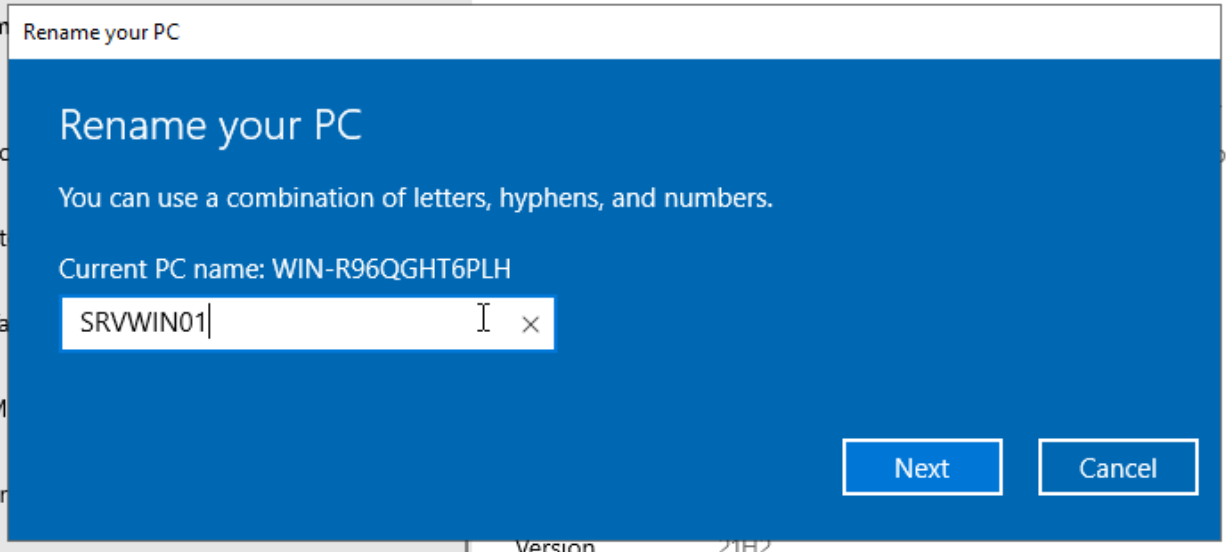 Rename your PC
Rename your PC
You can use a combination of letters, hyphens, and numbers.
Current PC name: WIN-R96QGHT6PLH
SRVWIN01
Next
Cancel
Version
21H2